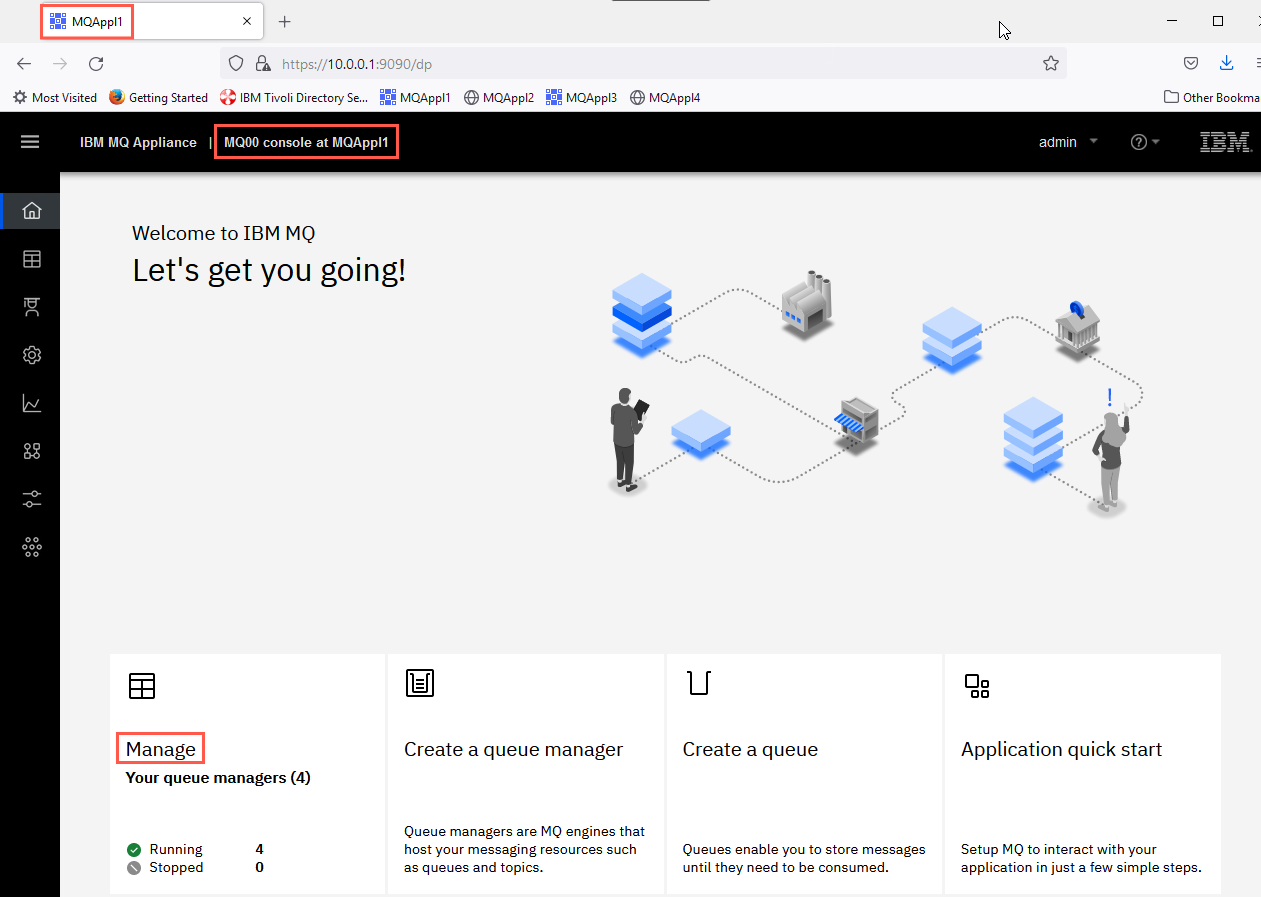 MQAppl1
https://10.0.0.1:9090/dp
Most Visited Getting Started IBM Tivoli Directory Se... MQAppl1 MQAppl2 MQAppl3 MQAppl4 Other Bookma
IBM MQ Appliance | MQ00 console at MQAppl1 admin ? IBM
Welcome to IBM MQ
Let's get you going!
!
Manage
Your queue managers (4)
Running 4
Stopped 0
Create a queue manager
Queue managers are MQ engines that
host your messaging resources such
as queues and topics.
Create a queue
Queues enable you to store messages
until they need to be consumed.
Application quick start
Setup MQ to interact with your
application in just a few simple steps.